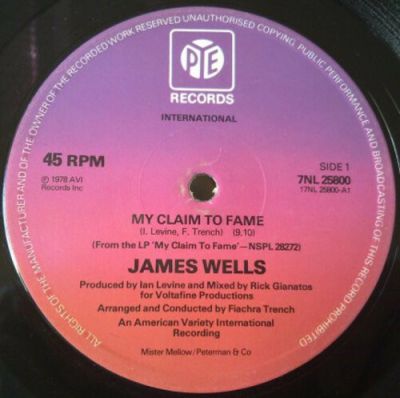 ALL RIGHTS OF THE MANUFACTURER AND OF THE OWNER OF THE RECORDED WORK RESERVED UNAUTHORISED COPYING, PUBLIC PERFORMANCE AND BROADCASTING OF THIS RECORD PROHIBITED
PYE
RECORDS
INTERNATIONAL
45 RPM
SIDE 1
℗ 1978 AVI
Records Inc
7NL 25800
17NL 25800-A1
MY CLAIM TO FAME
(I. Levine, F. Trench) (9.10)
(From the LP 'My Claim To Fame'—NSPL 28272)
JAMES WELLS
Produced by Ian Levine and Mixed by Rick Gianatos
for Voltafine Productions
Arranged and Conducted by Fiachra Trench
An American Variety International
Recording
Mister Mellow/Peterman & Co